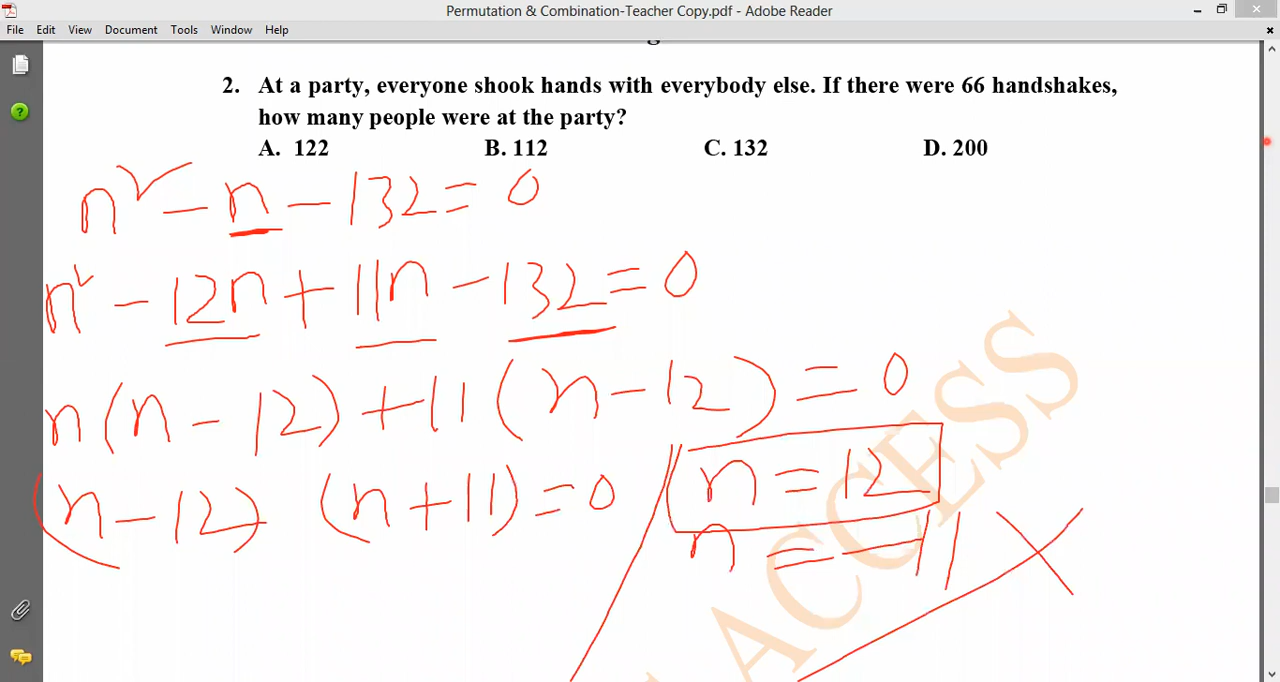 Permutation & Combination-Teacher Copy.pdf - Adobe Reader
File Edit View Document Tools Window Help
2. At a party, everyone shook hands with everybody else. If there were 66 handshakes,
how many people were at the party?
A. 122 B. 112 C. 132 D. 200
n² - n - 132 = 0
n² - 12n + 11n - 132 = 0
n(n - 12) + 11(n - 12) = 0
(n - 12) (n + 11) = 0
n = 12
n = -11
ACCESS